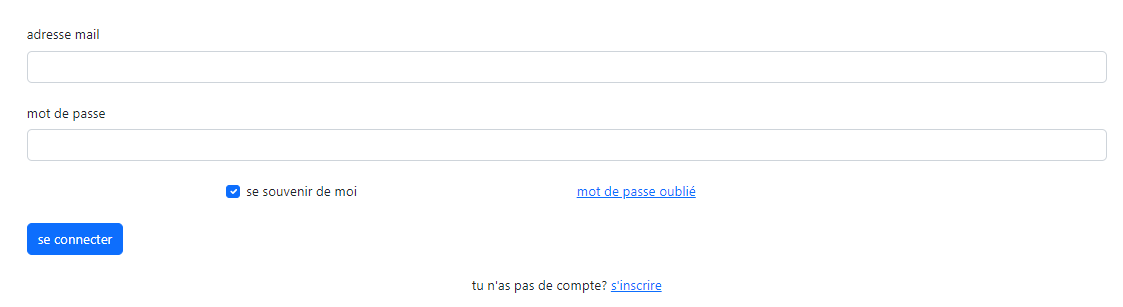 adresse mail
mot de passe
se souvenir de moi mot de passe oublié
se connecter
tu n'as pas de compte? s'inscrire